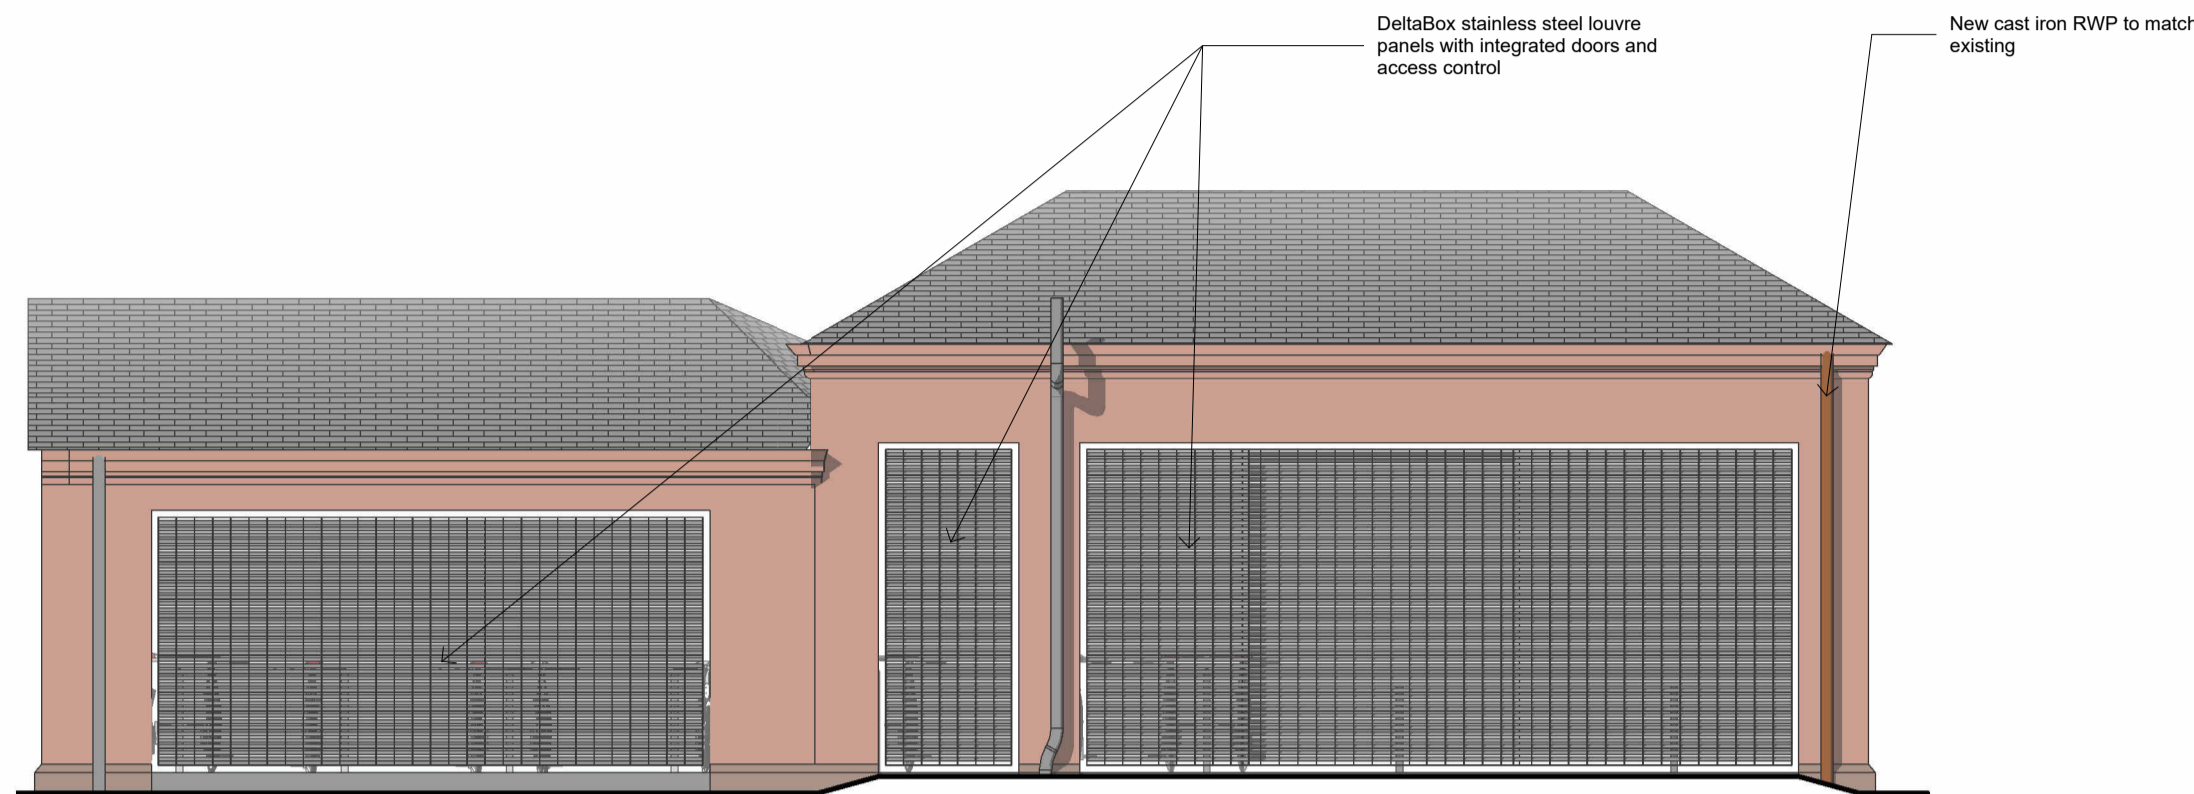 DeltaBox stainless steel louvre
panels with integrated doors and
access control
New cast iron RWP to match
existing